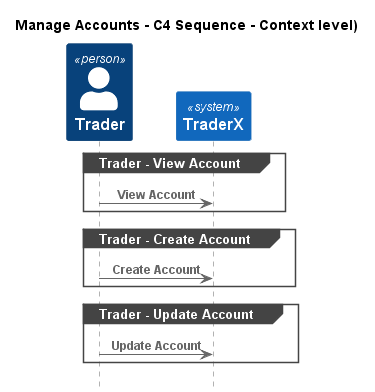 Manage Accounts - C4 Sequence - Context level)
«person»
Trader
«system»
TraderX
Trader - View Account
View Account
Trader - Create Account
Create Account
Trader - Update Account
Update Account